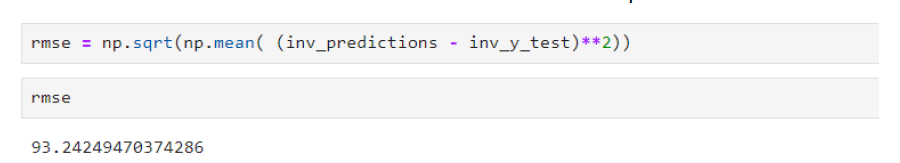 rmse = np.sqrt(np.mean( (inv_predictions - inv_y_test)**2))
rmse
93.24249470374286